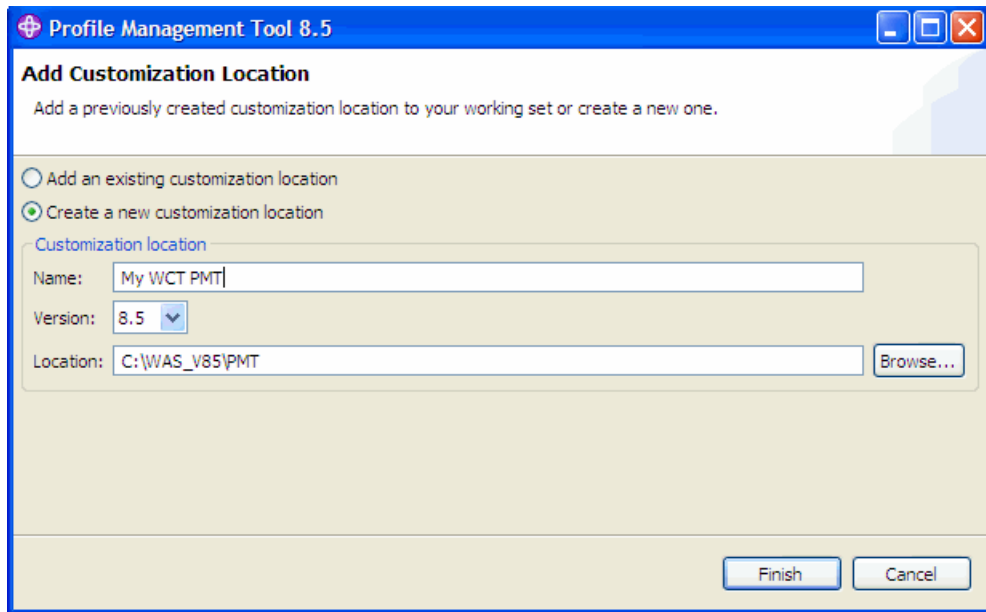 Profile Management Tool 8.5
Add Customization Location
Add a previously created customization location to your working set or create a new one.
Add an existing customization location
Create a new customization location
Customization location
Name: My WCT PMT
Version: 8.5
Location: C:\WAS_V85\PMT Browse...
Finish Cancel